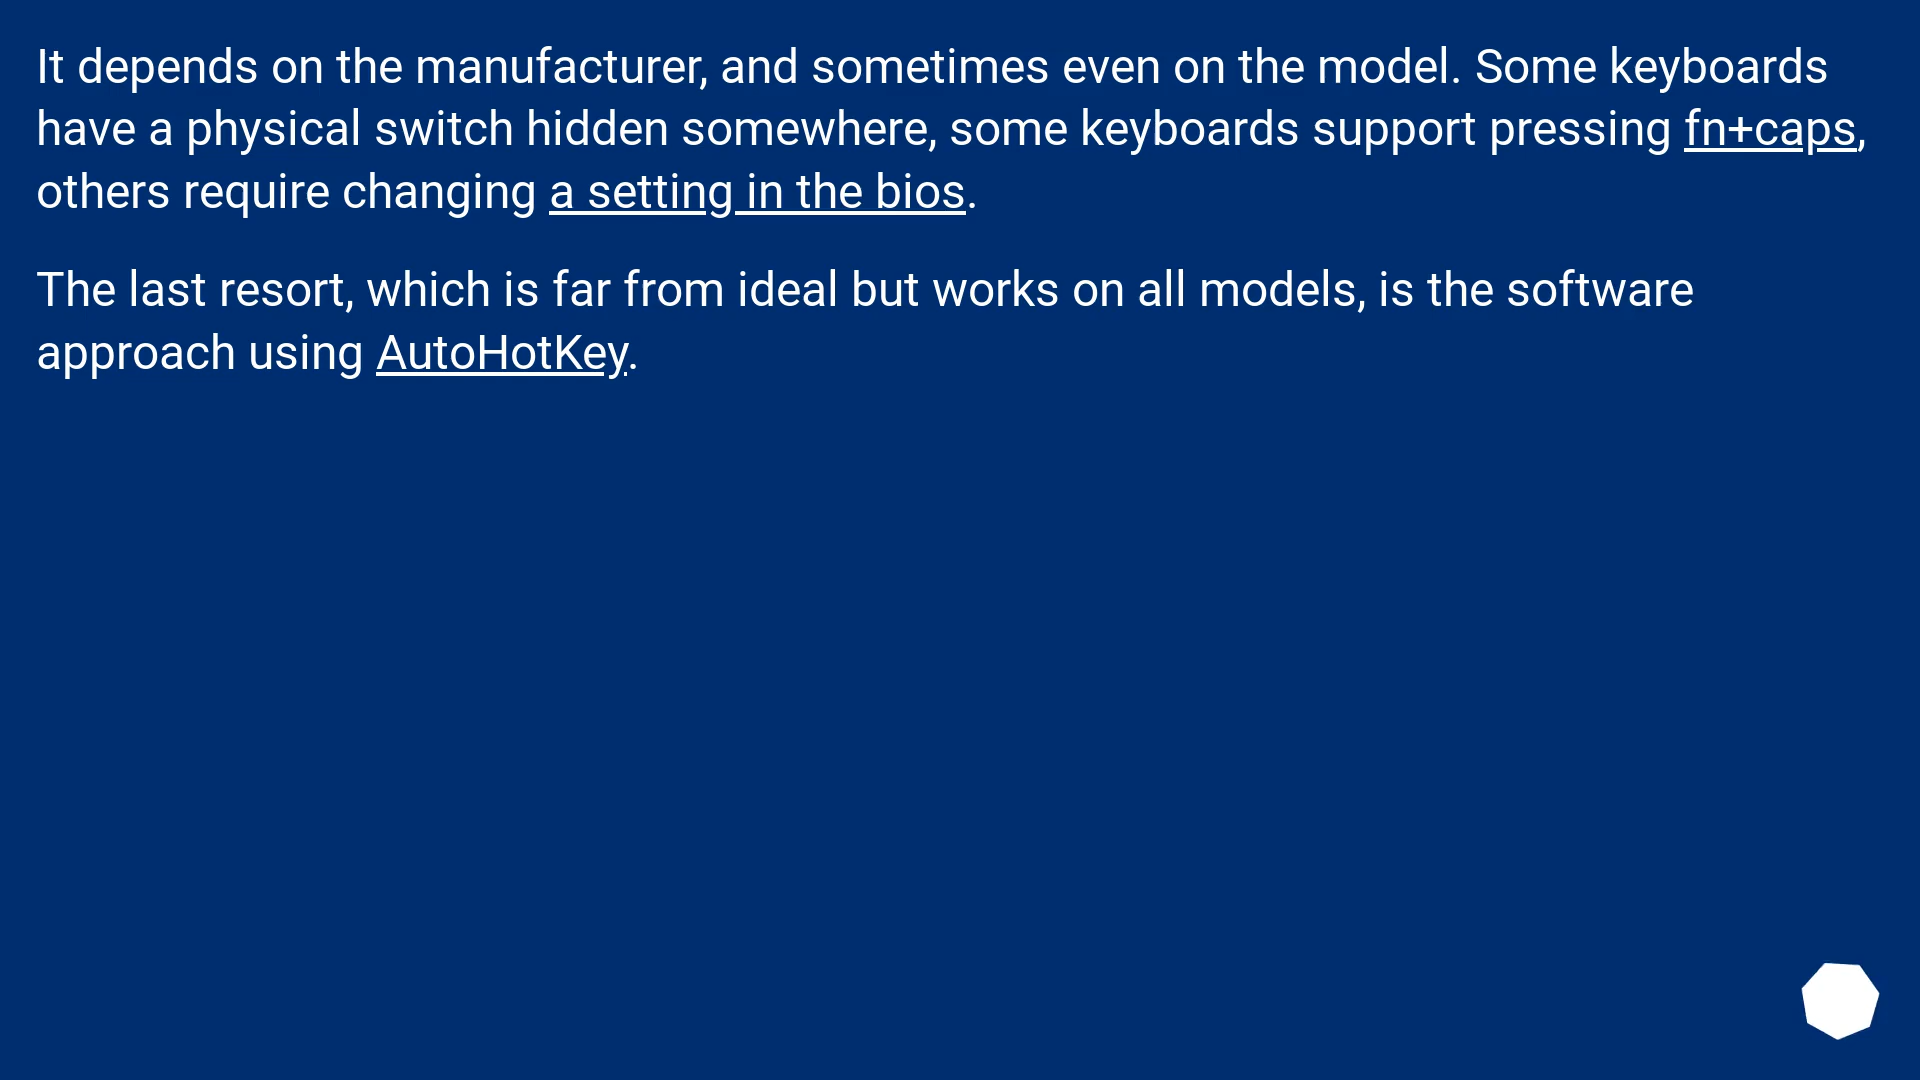 It depends on the manufacturer, and sometimes even on the model. Some keyboards
have a physical switch hidden somewhere, some keyboards support pressing fn+caps,
others require changing a setting in the bios.
The last resort, which is far from ideal but works on all models, is the software
approach using AutoHotKey.